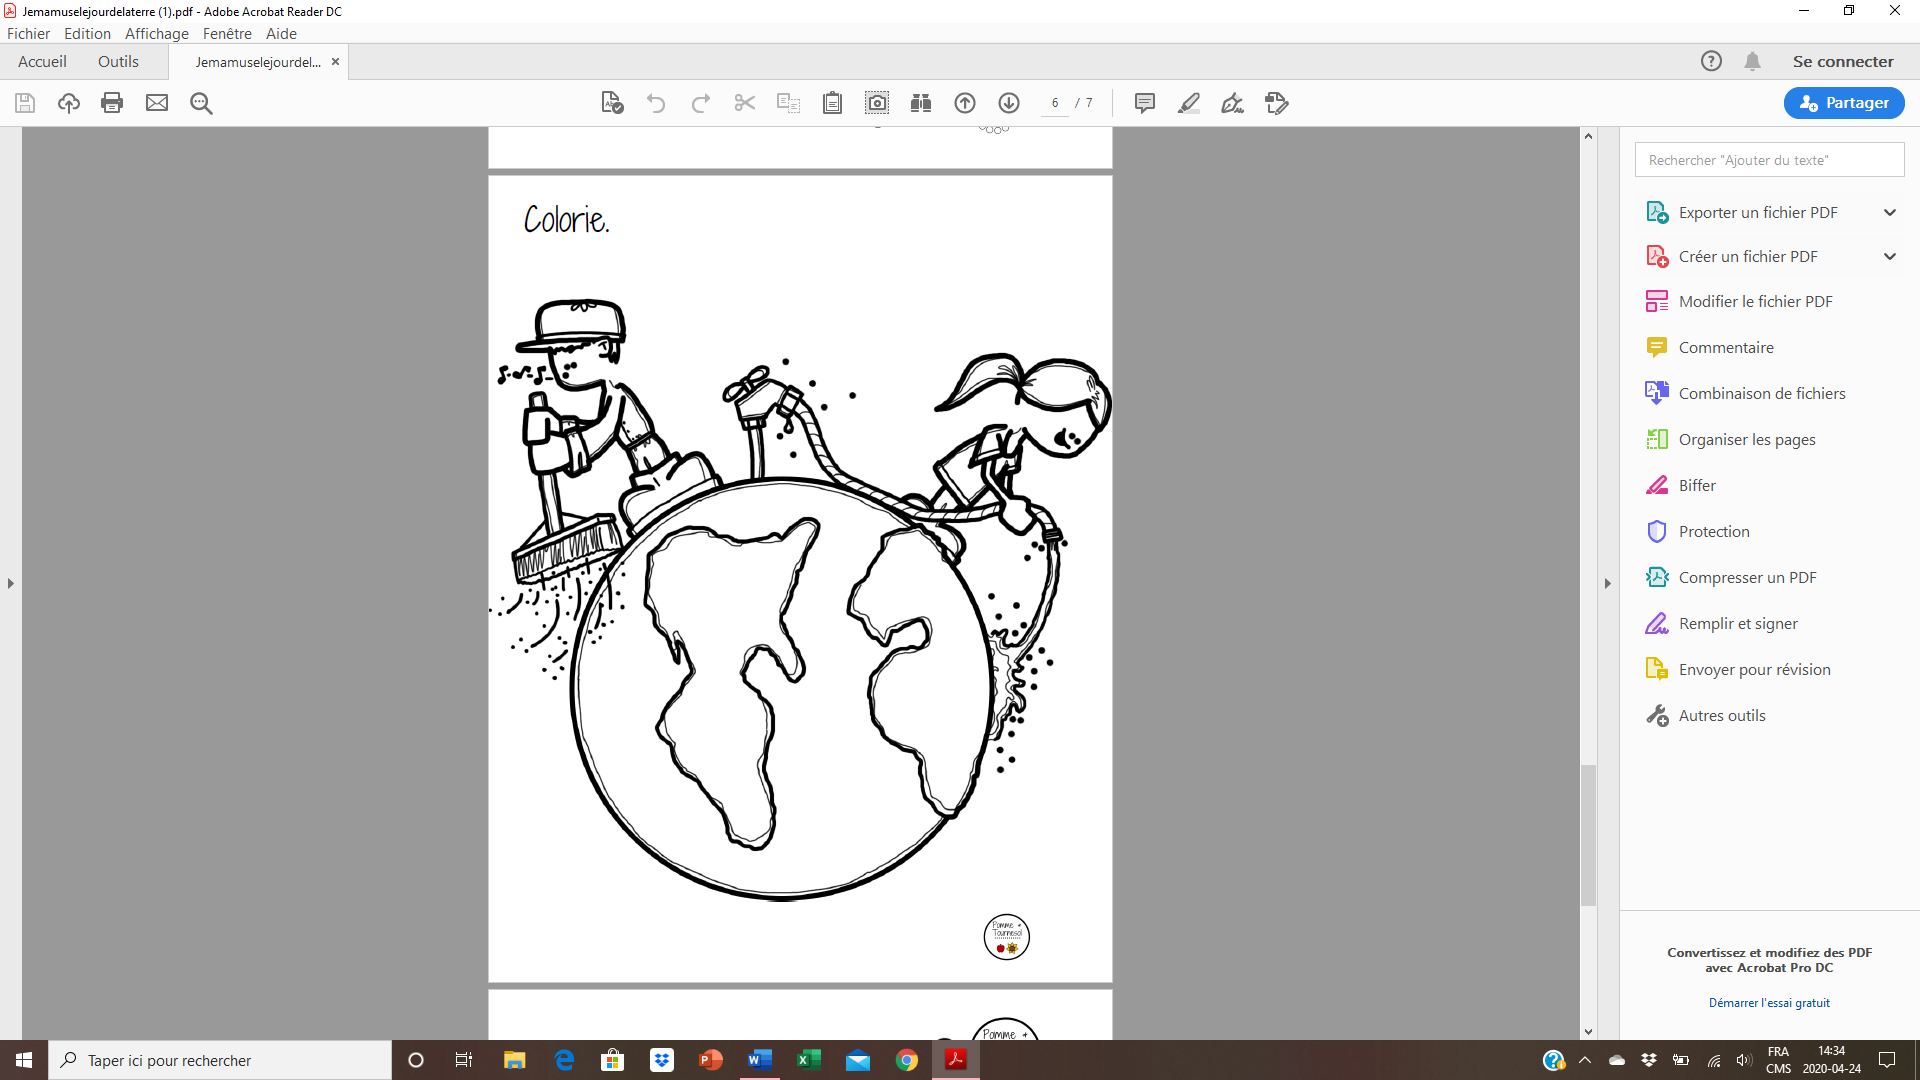 Jemamuselejourdelaterre (1).pdf - Adobe Acrobat Reader DC
Fichier Edition Affichage Fenêtre Aide
Accueil Outils Jemamuselejourdel... × Se connecter
6 / 7 Partager
Rechercher "Ajouter du texte"
Exporter un fichier PDF
Créer un fichier PDF
Modifier le fichier PDF
Commentaire
Combinaison de fichiers
Organiser les pages
Biffer
Protection
Compresser un PDF
Remplir et signer
Envoyer pour révision
Autres outils
Convertissez et modifiez des PDF
avec Acrobat Pro DC
Démarrer l'essai gratuit
Colorie.
Pomme +
Tournesol
Pomme +
Taper ici pour rechercher
FRA
CMS
14:34
2020-04-24